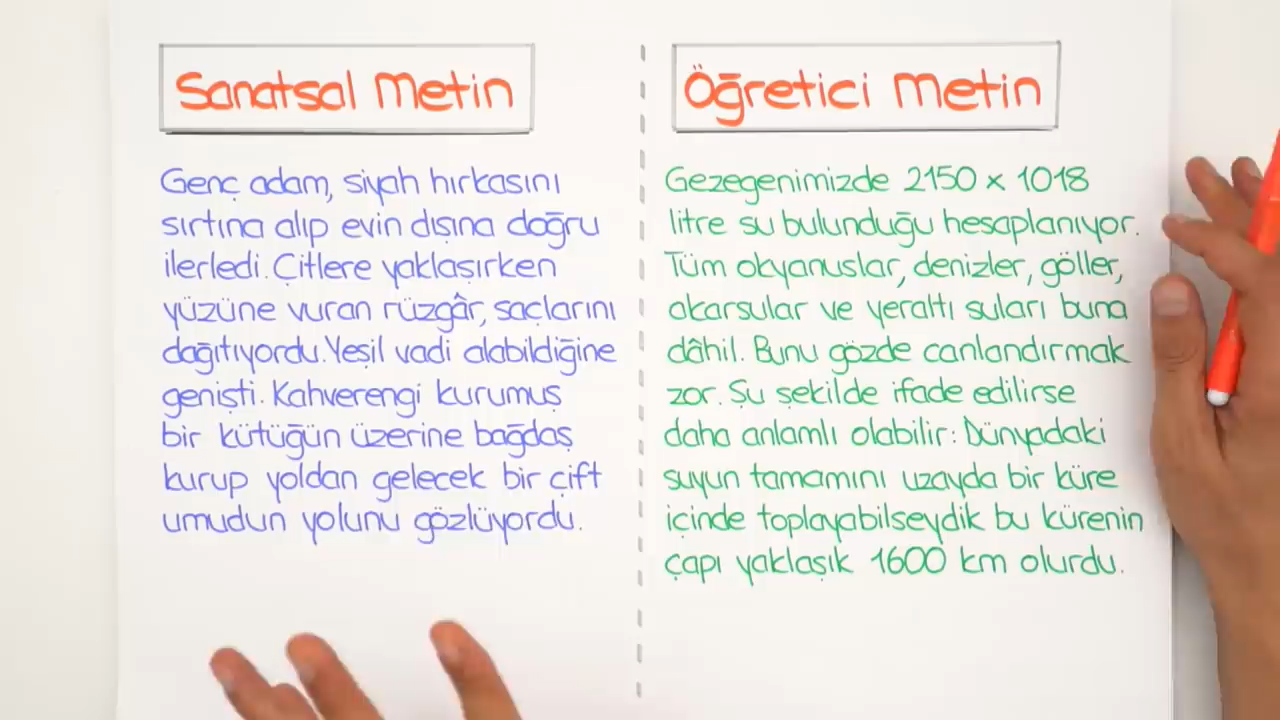 Sanatsal Metin
Genç adam, siyah hırkasını
sırtına alıp evin dışına doğru
ilerledi. Çitlere yaklaşırken
yüzüne vuran rüzgâr, saçlarını
dağıtıyordu. Yeşil vadi alabildiğine
genişti. Kahverengi kurumuş
bir kütüğün üzerine bağdaş
kurup yoldan gelecek bir çift
umudun yolunu gözlüyordu.
Öğretici Metin
Gezegenimizde 2150 x 1018
litre su bulunduğu hesaplanıyor.
Tüm okyanuslar, denizler, göller,
akarsular ve yeraltı suları buna
dâhil. Bunu gözde canlandırmak
zor. Şu şekilde ifade edilirse
daha anlamlı olabilir: Dünyadaki
suyun tamamını uzayda bir küre
içinde toplayabilseydik bu kürenin
çapı yaklaşık 1600 km olurdu.